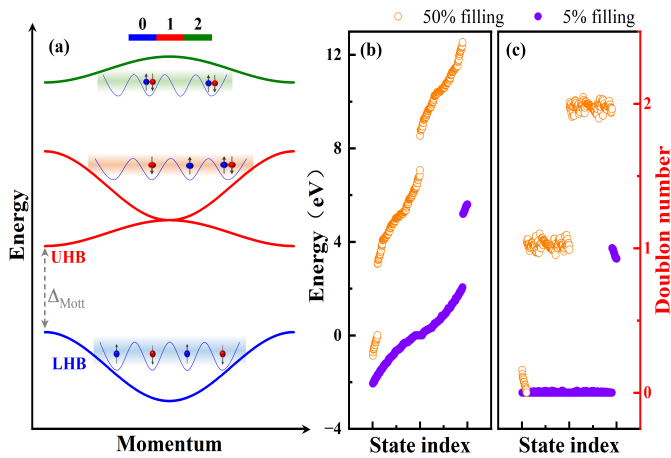 50% filling 5% filling
(a) 0 1 2
(b)
(c)
Energy
UHB
Δ_Mott
LHB
Momentum
Energy（eV）
12
8
4
0
−4
State index
State index
2
1
0
Doublon number